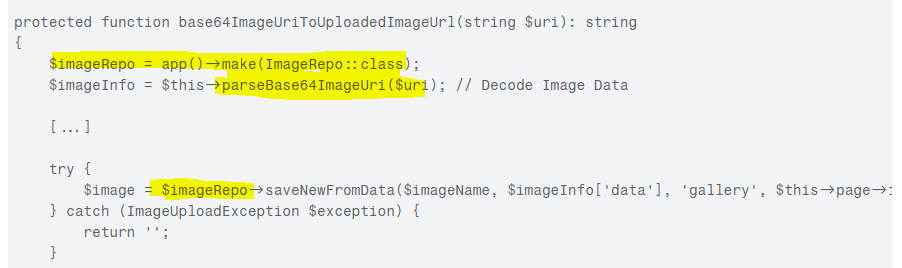 protected function base64ImageUriToUploadedImageUrl(string $uri): string
{
$imageRepo = app()->make(ImageRepo::class);
$imageInfo = $this->parseBase64ImageUri($uri); // Decode Image Data
[...]
try {
$image = $imageRepo->saveNewFromData($imageName, $imageInfo['data'], 'gallery', $this->page->
} catch (ImageUploadException $exception) {
return '';
}